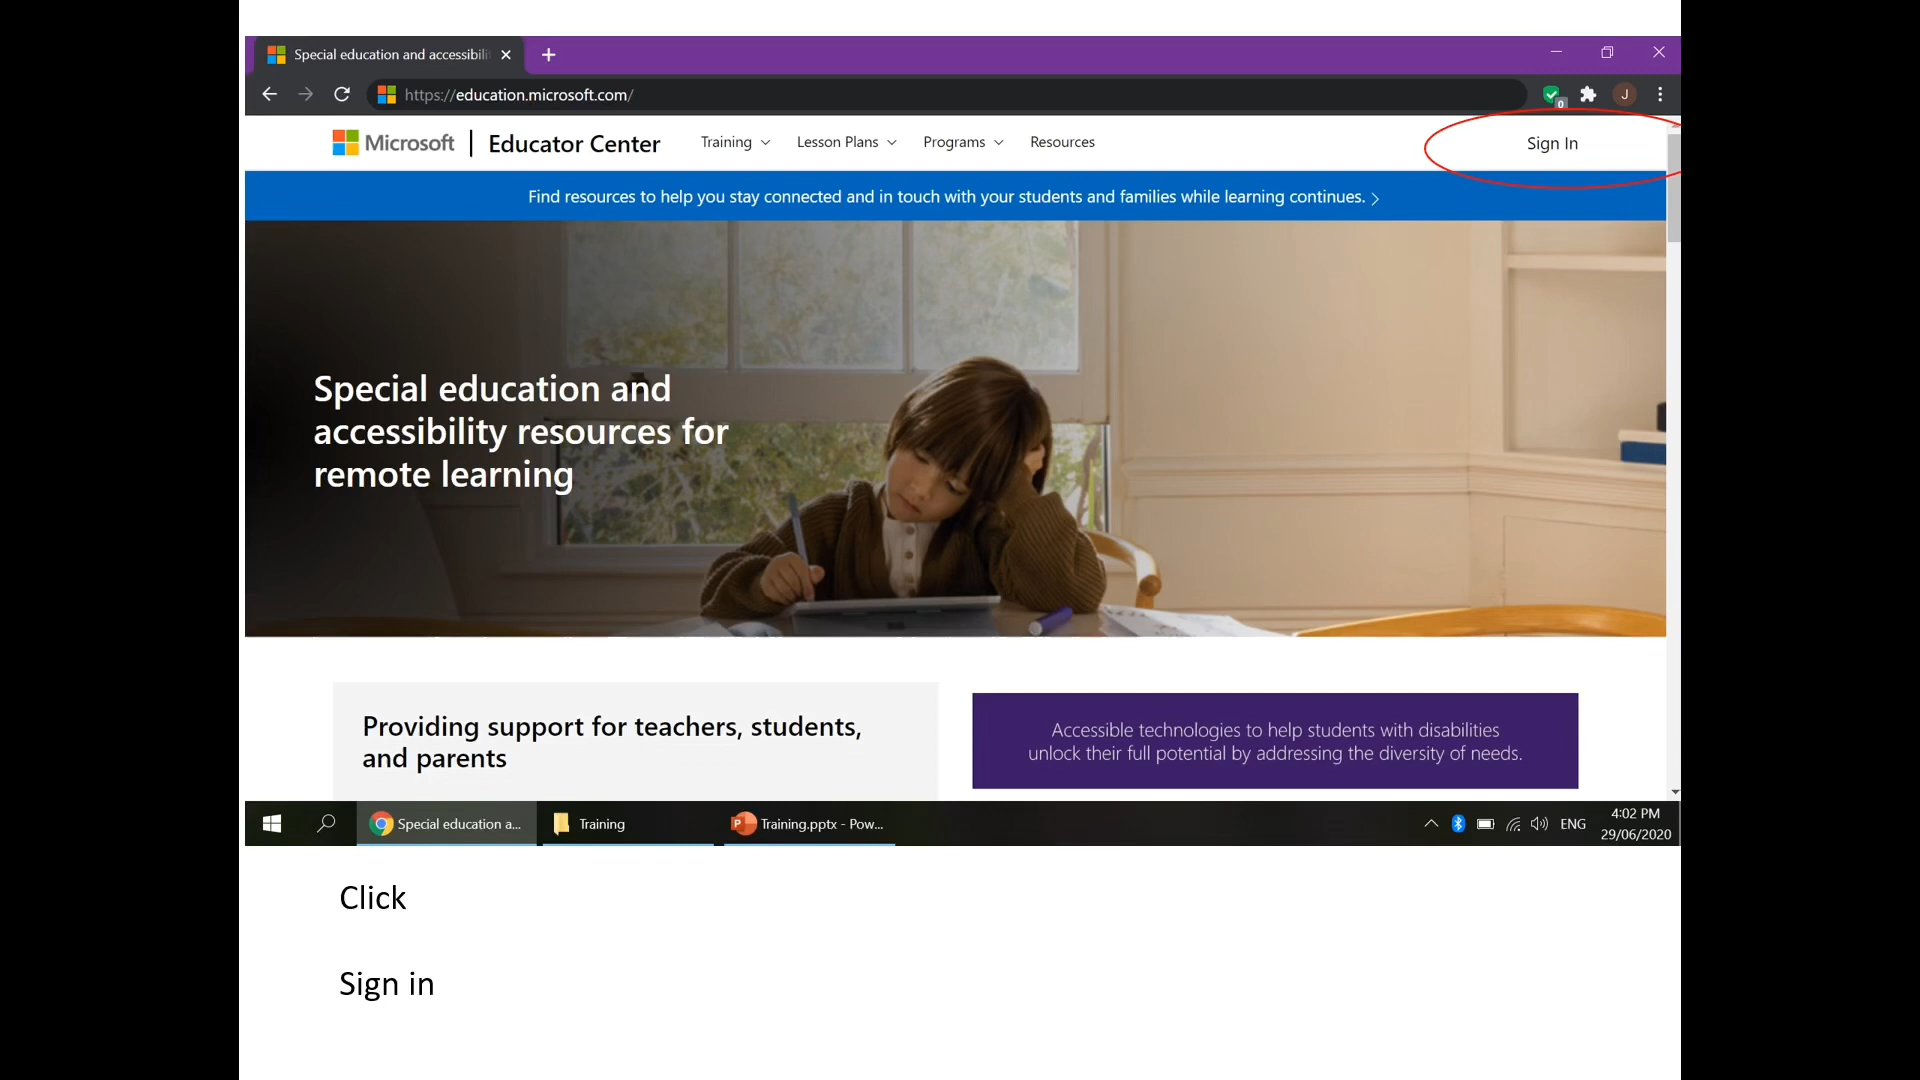 Special education and accessibili
https://education.microsoft.com/
0
J
Microsoft | Educator Center
Training
Lesson Plans
Programs
Resources
Sign In
Find resources to help you stay connected and in touch with your students and families while learning continues.
Special education and
accessibility resources for
remote learning
Providing support for teachers, students,
and parents
Accessible technologies to help students with disabilities
unlock their full potential by addressing the diversity of needs.
Special education a...
Training
Training.pptx - Pow...
ENG
4:02 PM
29/06/2020
Click
Sign in